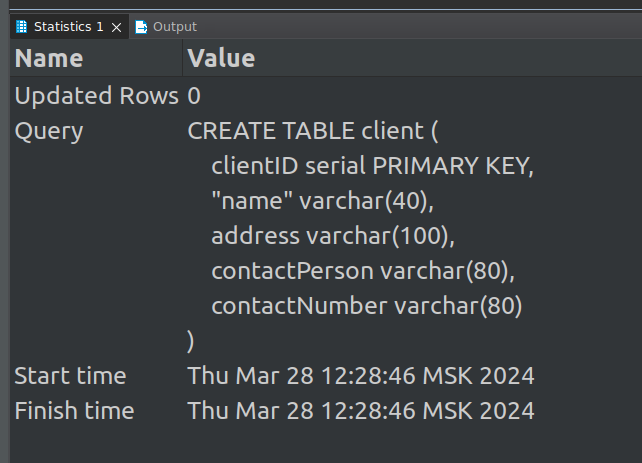 Statistics 1 Output
Name Value
Updated Rows 0
Query CREATE TABLE client (
clientID serial PRIMARY KEY,
"name" varchar(40),
address varchar(100),
contactPerson varchar(80),
contactNumber varchar(80)
)
Start time Thu Mar 28 12:28:46 MSK 2024
Finish time Thu Mar 28 12:28:46 MSK 2024